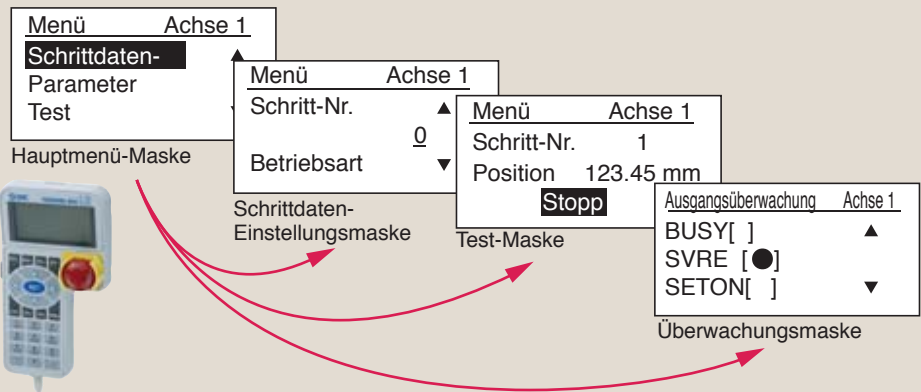 Menü Achse 1
Schrittdaten-
Parameter
Test
Hauptmenü-Maske
Menü Achse 1
Schritt-Nr.
0
Betriebsart
Schrittdaten-
Einstellungsmaske
Menü Achse 1
Schritt-Nr. 1
Position 123.45 mm
Stopp
Test-Maske
Ausgangsüberwachung Achse 1
BUSY[ ]
SVRE [●]
SETON[ ]
Überwachungsmaske